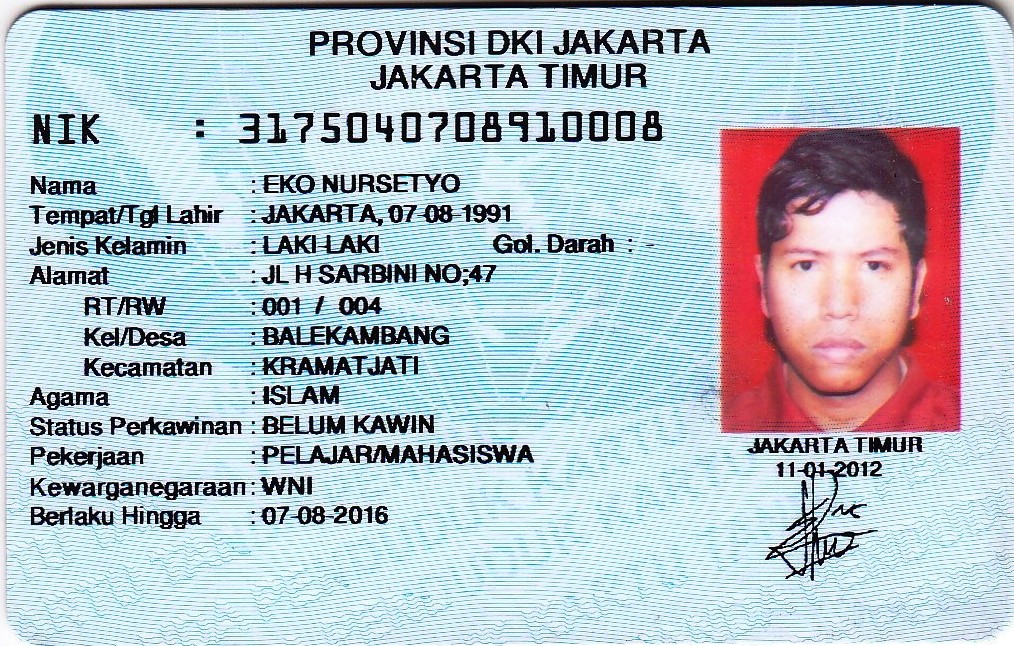 PROVINSI DKI JAKARTA
JAKARTA TIMUR
NIK : 3175040708910008
Nama : EKO NURSETYO
Tempat/Tgl Lahir : JAKARTA, 07-08-1991
Jenis Kelamin : LAKI-LAKI Gol. Darah : -
Alamat : JL H SARBINI NO;47
RT/RW : 001 / 004
Kel/Desa : BALEKAMBANG
Kecamatan : KRAMATJATI
Agama : ISLAM
Status Perkawinan : BELUM KAWIN
Pekerjaan : PELAJAR/MAHASISWA
Kewarganegaraan : WNI
Berlaku Hingga : 07-08-2016
JAKARTA TIMUR
11-01-2012